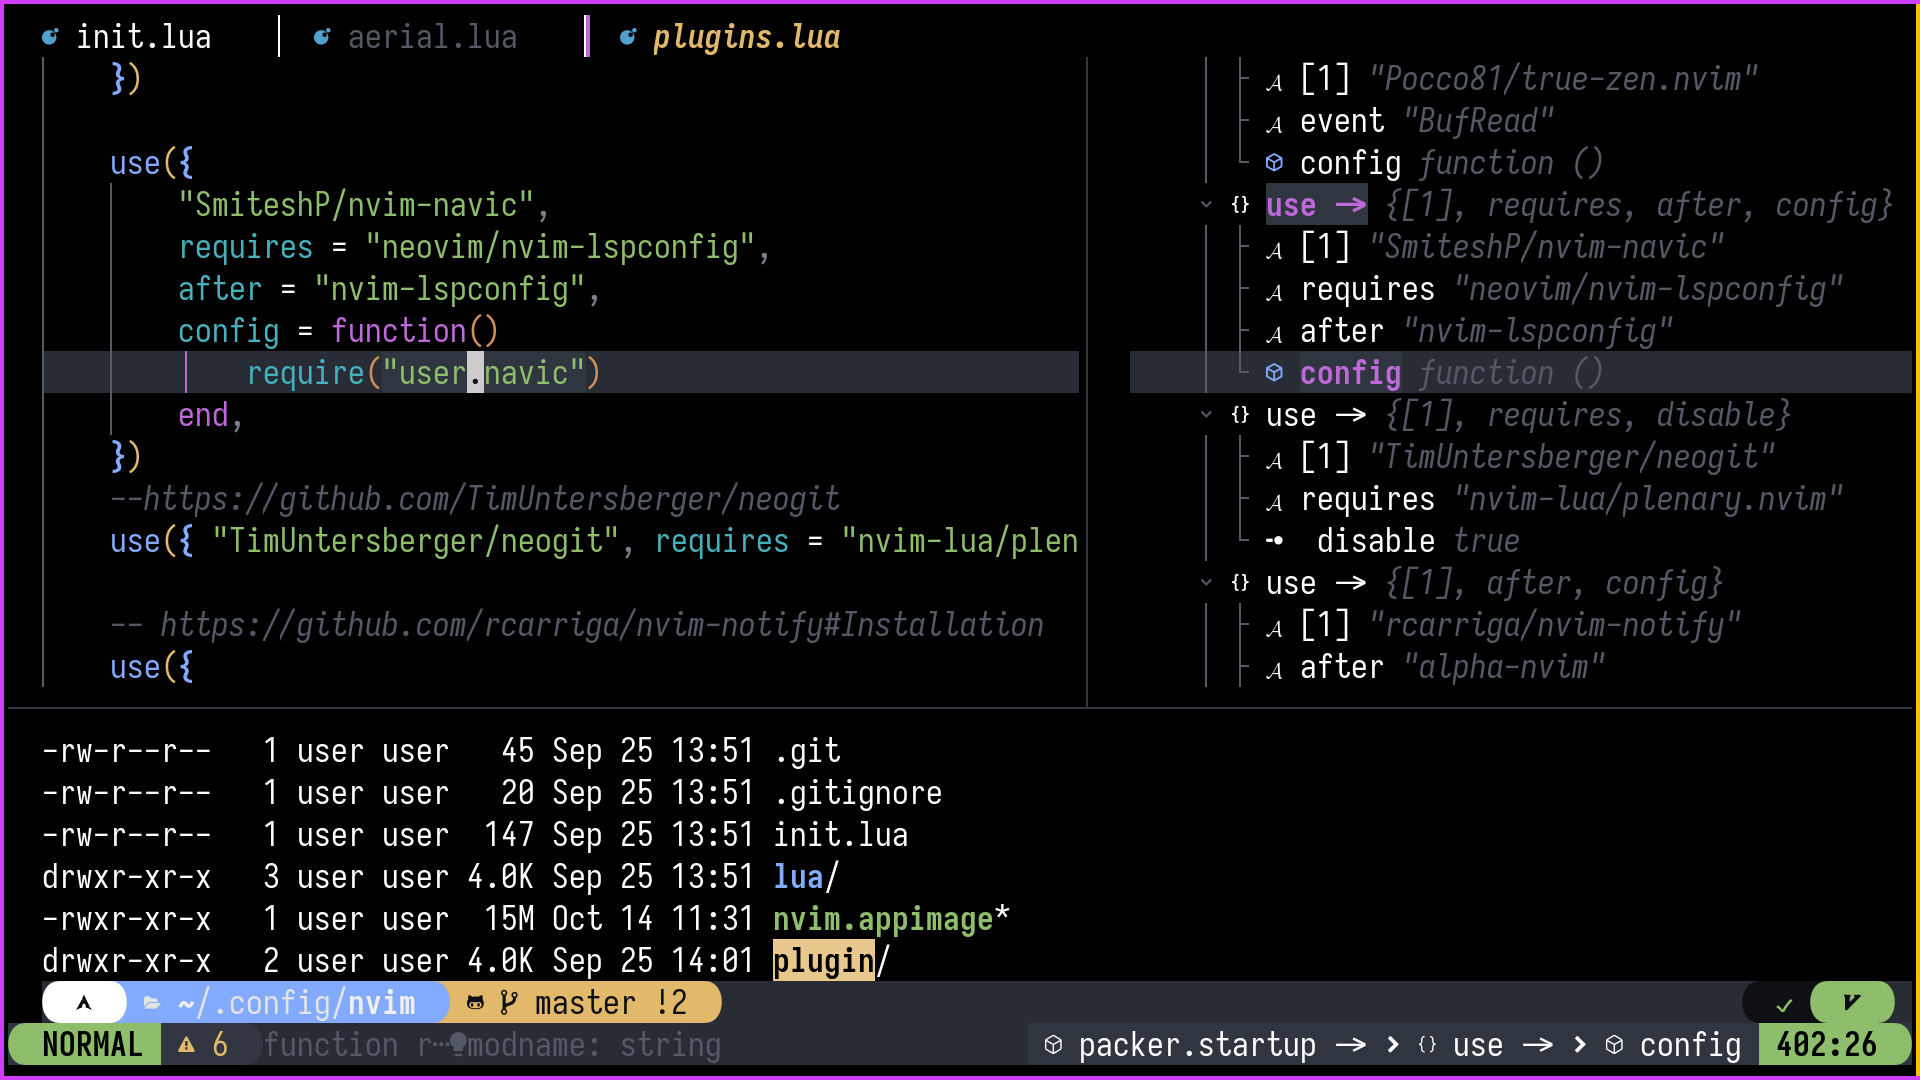 init.lua aerial.lua plugins.lua
})
use({
"SmiteshP/nvim-navic",
requires = "neovim/nvim-lspconfig",
after = "nvim-lspconfig",
config = function()
require("user.navic")
end,
})
--https://github.com/TimUntersberger/neogit
use({ "TimUntersberger/neogit", requires = "nvim-lua/plen
-- https://github.com/rcarriga/nvim-notify#Installation
use({
[1] "Pocco81/true-zen.nvim"
event "BufRead"
config function ()
{} use -> {[1], requires, after, config}
[1] "SmiteshP/nvim-navic"
requires "neovim/nvim-lspconfig"
after "nvim-lspconfig"
config function ()
{} use -> {[1], requires, disable}
[1] "TimUntersberger/neogit"
requires "nvim-lua/plenary.nvim"
disable true
{} use -> {[1], after, config}
[1] "rcarriga/nvim-notify"
after "alpha-nvim"
-rw-r--r-- 1 user user 45 Sep 25 13:51 .git
-rw-r--r-- 1 user user 20 Sep 25 13:51 .gitignore
-rw-r--r-- 1 user user 147 Sep 25 13:51 init.lua
drwxr-xr-x 3 user user 4.0K Sep 25 13:51 lua/
-rwxr-xr-x 1 user user 15M Oct 14 11:31 nvim.appimage*
drwxr-xr-x 2 user user 4.0K Sep 25 14:01 plugin/
~/.config/nvim master !2
NORMAL 6 function r…modname: string packer.startup -> > {} use -> > config 402:26